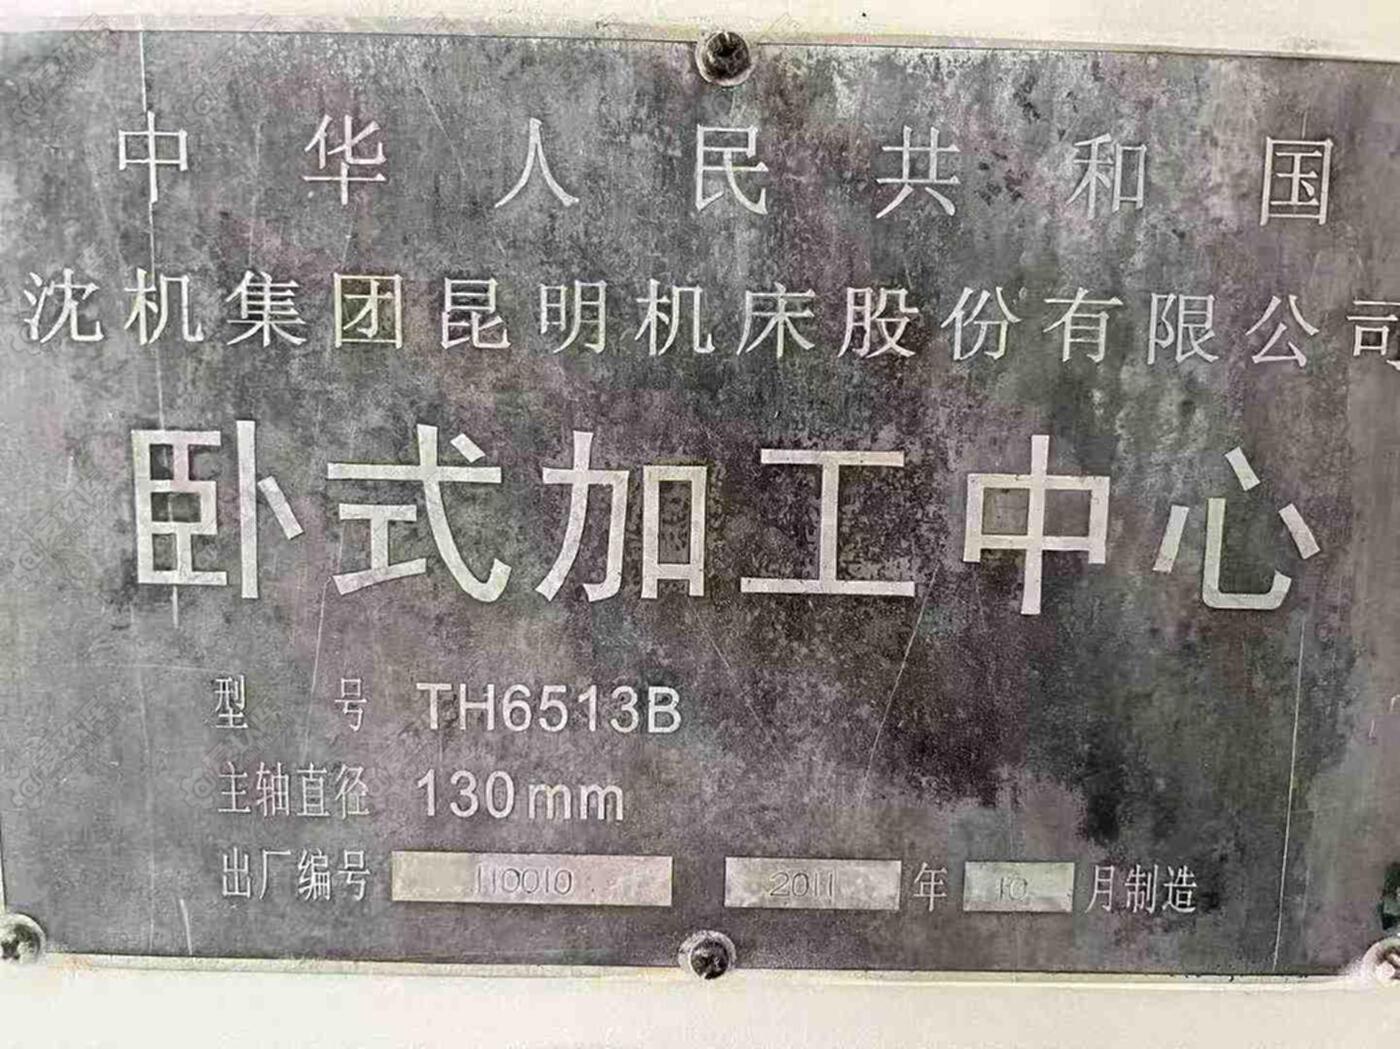 中华人民共和国
沈机集团昆明机床股份有限公司
卧式加工中心
型号 TH6513B
主轴直径 130mm
出厂编号 110010 2011 年 10 月制造